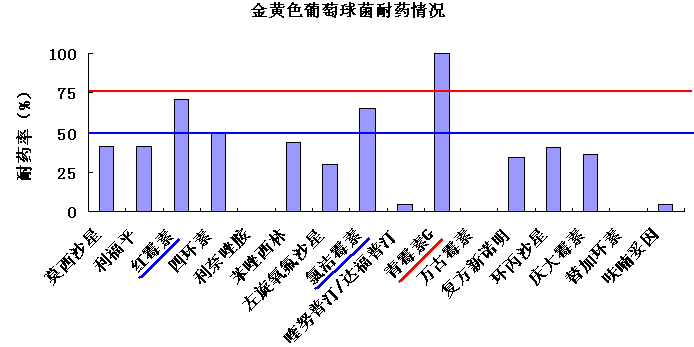 金黄色葡萄球菌耐药情况
耐药率（%）
100
75
50
25
0
莫西沙星
利福平
红霉素
四环素
利奈唑胺
苯唑西林
左旋氧氟沙星
氯洁霉素
喹努普汀/达福普汀
青霉素G
万古霉素
复方新诺明
环丙沙星
庆大霉素
替加环素
呋喃妥因